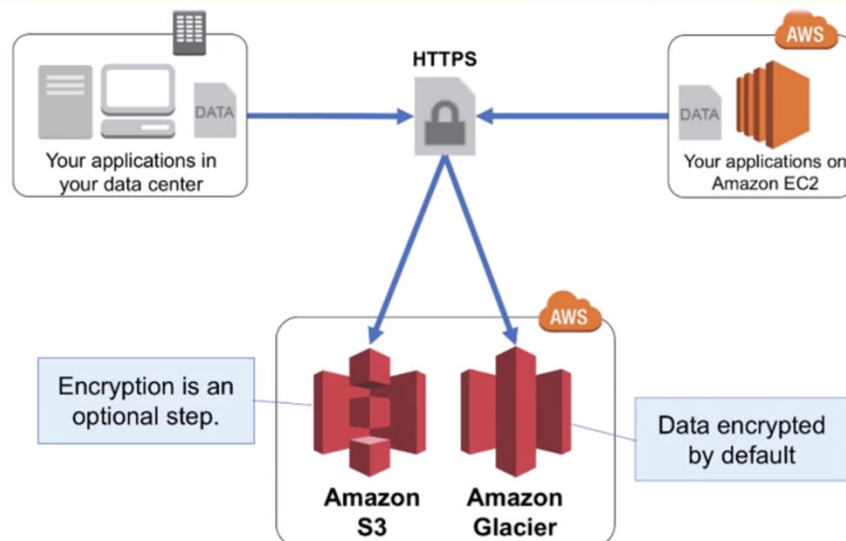 HTTPS
AWS
DATA
Your applications in
your data center
DATA
Your applications on
Amazon EC2
AWS
Encryption is an
optional step.
Data encrypted
by default
Amazon
S3
Amazon
Glacier